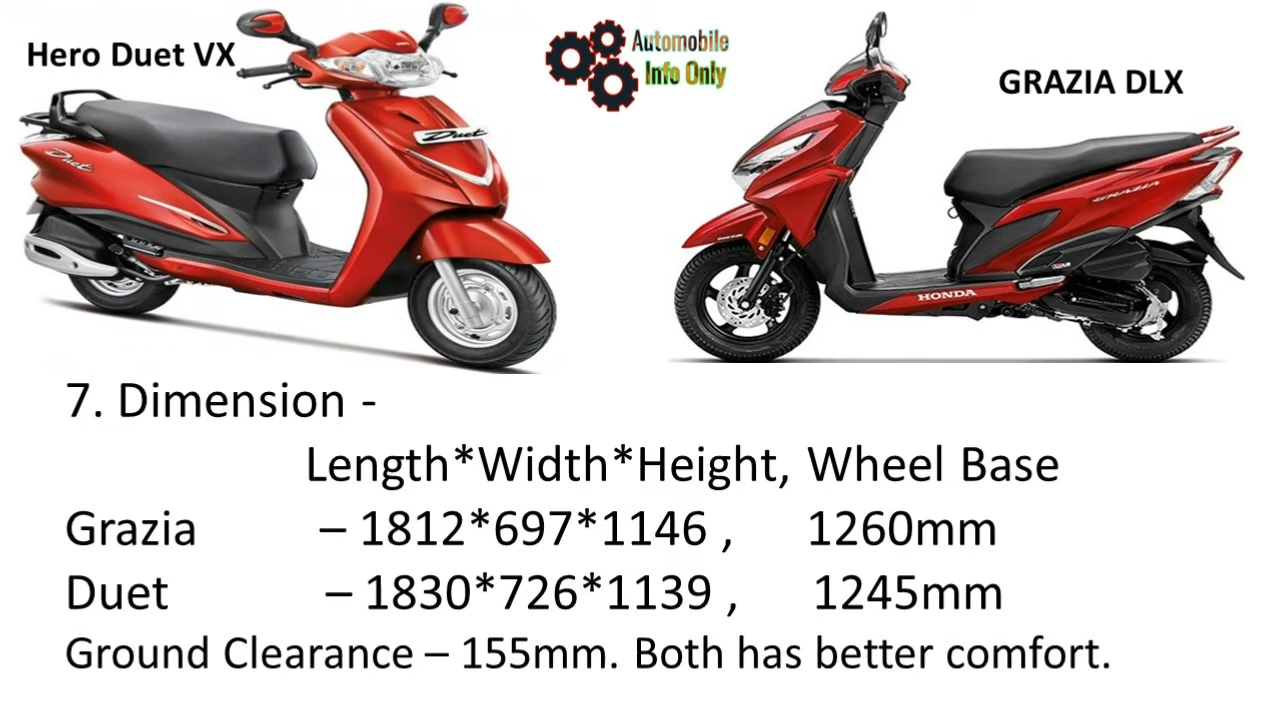 Hero Duet VX
Automobile
Info Only
GRAZIA DLX
Duet
Duet
GRAZIA
HONDA
7. Dimension -
Length*Width*Height, Wheel Base
Grazia – 1812*697*1146 , 1260mm
Duet – 1830*726*1139 , 1245mm
Ground Clearance – 155mm. Both has better comfort.